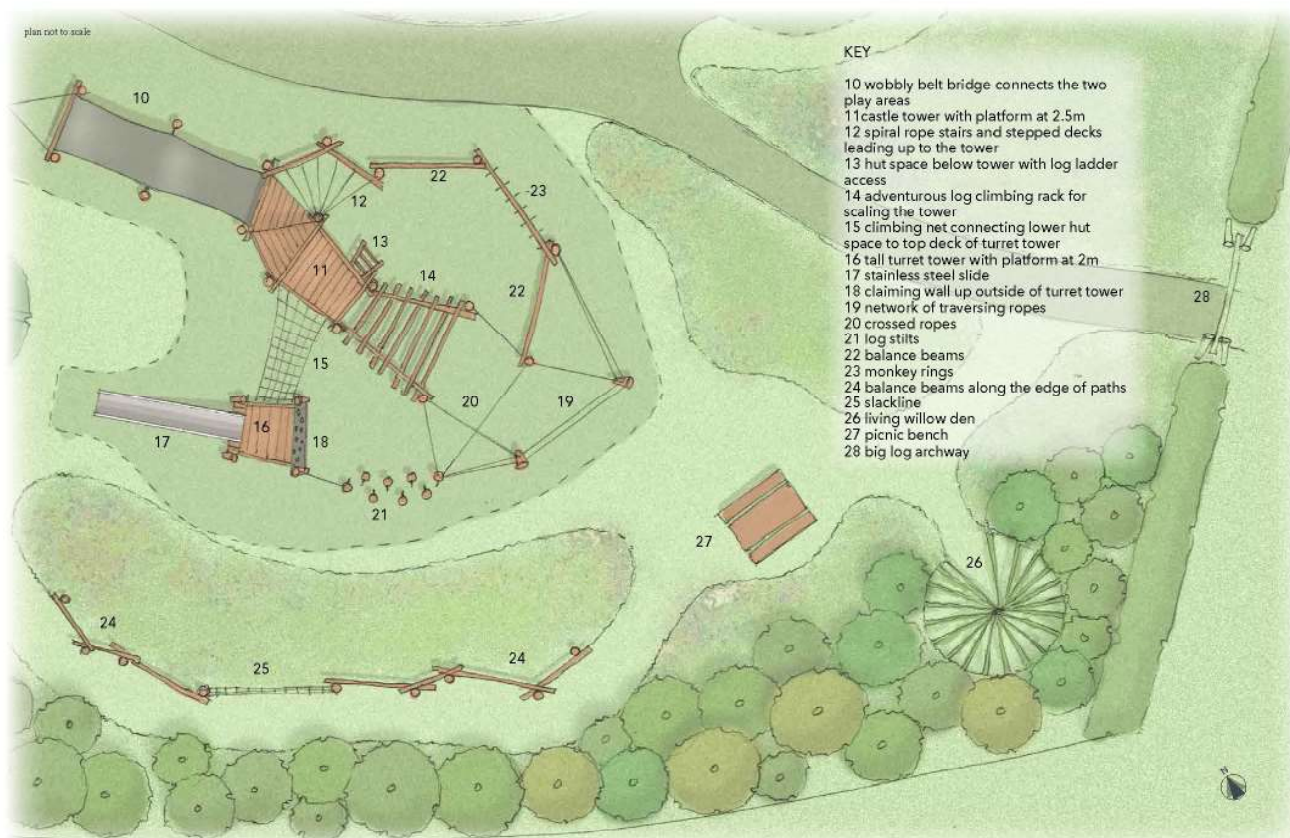 plan not to scale
KEY
10 wobbly belt bridge connects the two
play areas
11castle tower with platform at 2.5m
12 spiral rope stairs and stepped decks
leading up to the tower
13 hut space below tower with log ladder
access
14 adventurous log climbing rack for
scaling the tower
15 climbing net connecting lower hut
space to top deck of turret tower
16 tall turret tower with platform at 2m
17 stainless steel slide
18 claiming wall up outside of turret tower
19 network of traversing ropes
20 crossed ropes
21 log stilts
22 balance beams
23 monkey rings
24 balance beams along the edge of paths
25 slackline
26 living willow den
27 picnic bench
28 big log archway
10
22
23
12
13
11
14
22
28
15
20
19
16
17
18
21
27
26
24
25
24
N